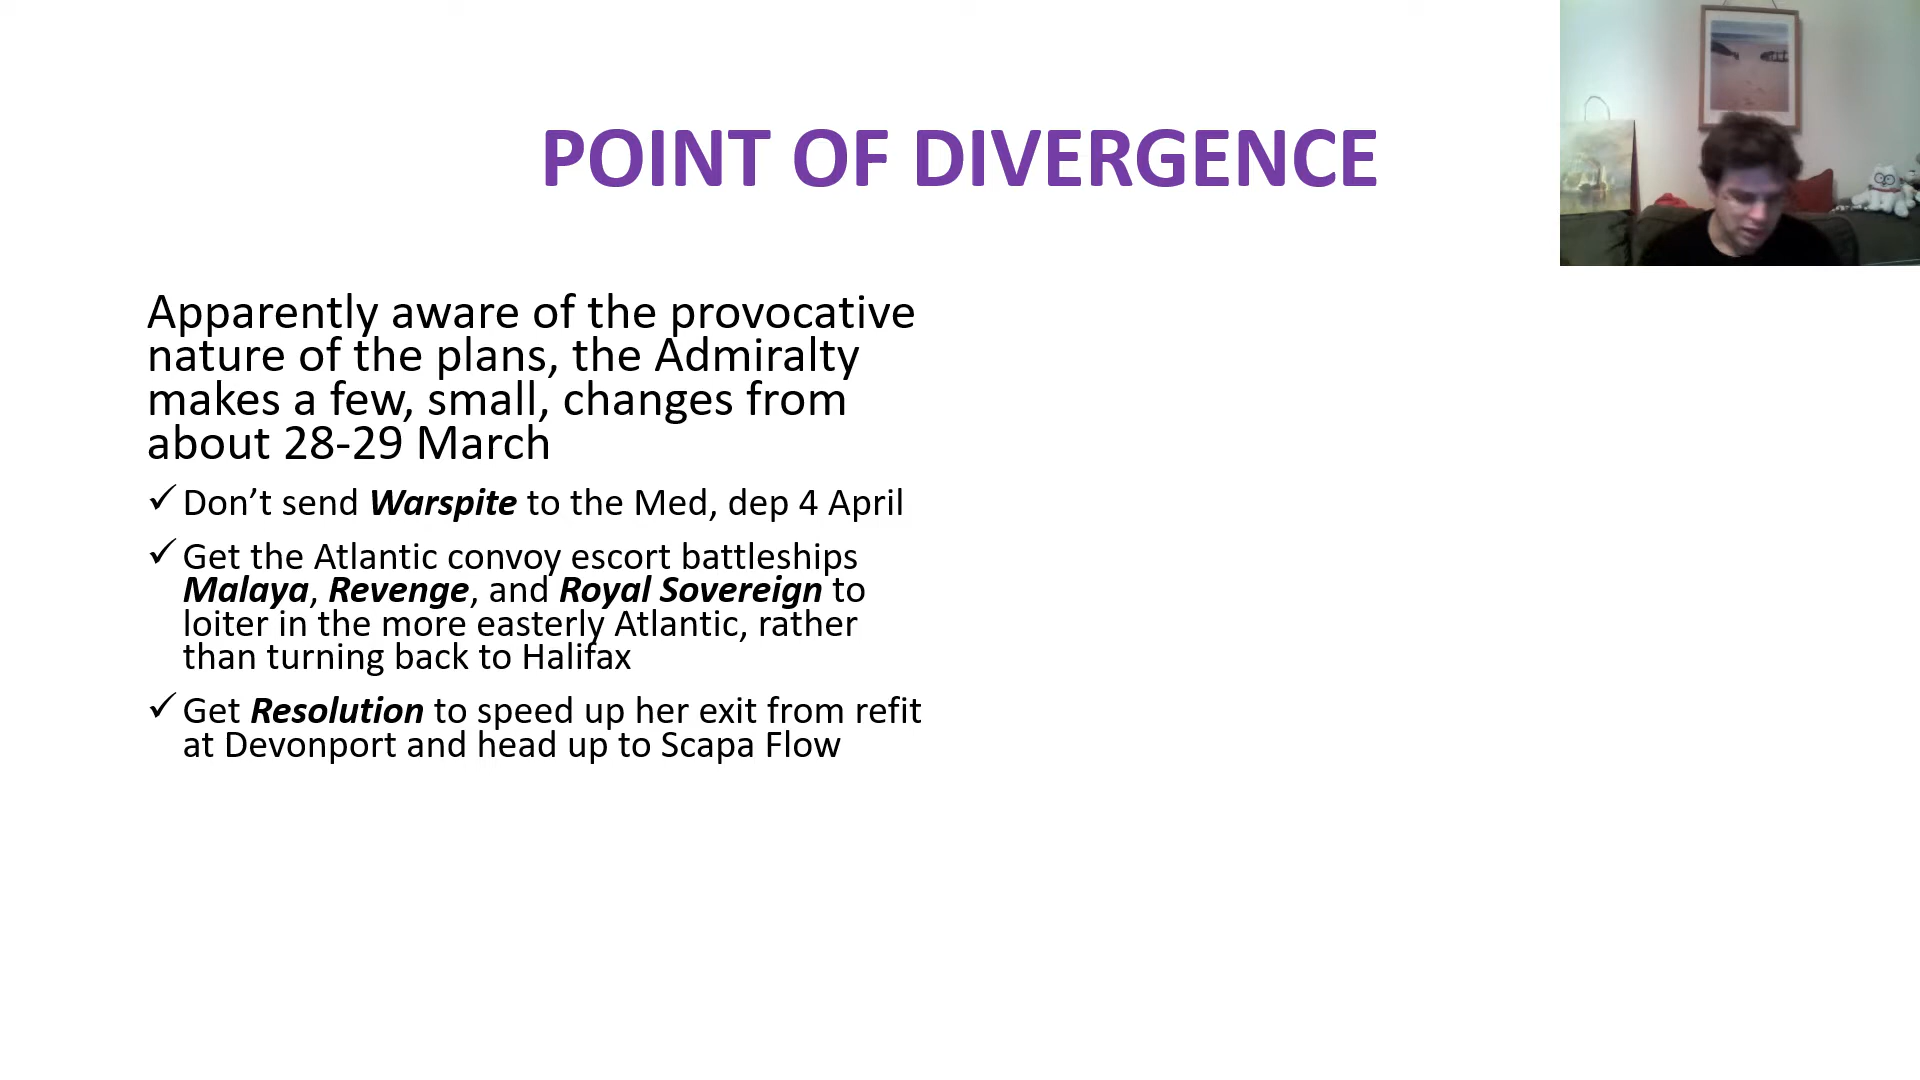 POINT OF DIVERGENCE
Apparently aware of the provocative
nature of the plans, the Admiralty
makes a few, small, changes from
about 28-29 March
✓ Don’t send Warspite to the Med, dep 4 April
✓ Get the Atlantic convoy escort battleships
Malaya, Revenge, and Royal Sovereign to
loiter in the more easterly Atlantic, rather
than turning back to Halifax
✓ Get Resolution to speed up her exit from refit
at Devonport and head up to Scapa Flow